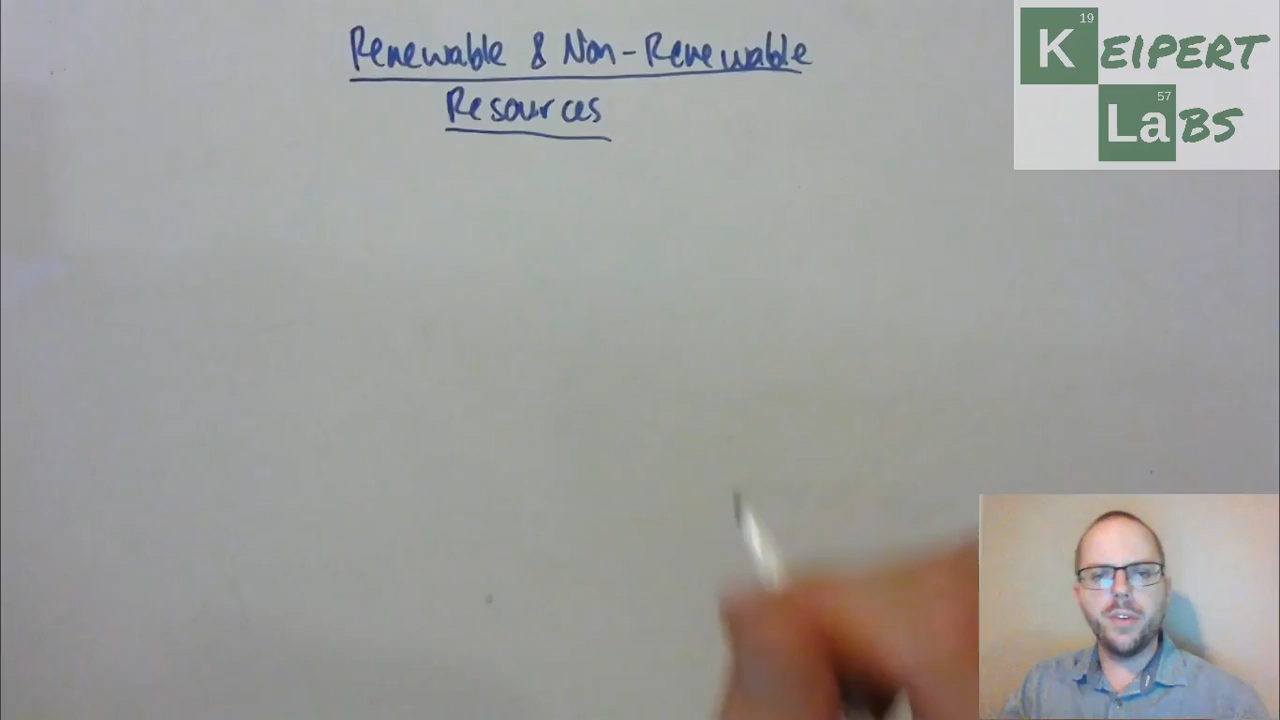 Renewable & Non-Renewable
Resources
19
KEIPERT
57
LaBS